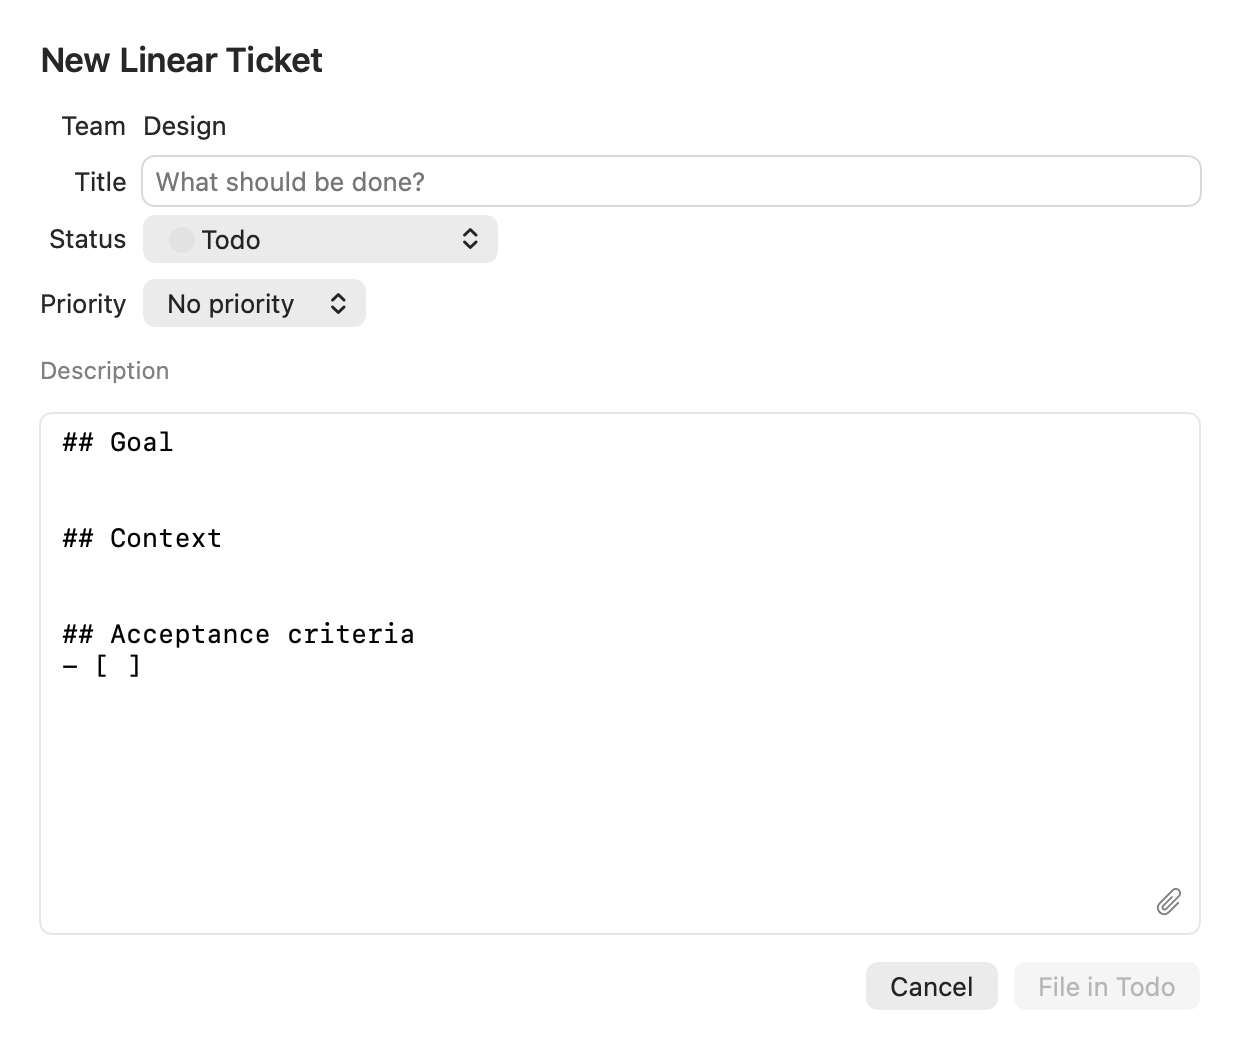 New Linear Ticket
Team Design
Title What should be done?
Status Todo
Priority No priority
Description
## Goal
## Context
## Acceptance criteria
- [ ]
Cancel File in Todo